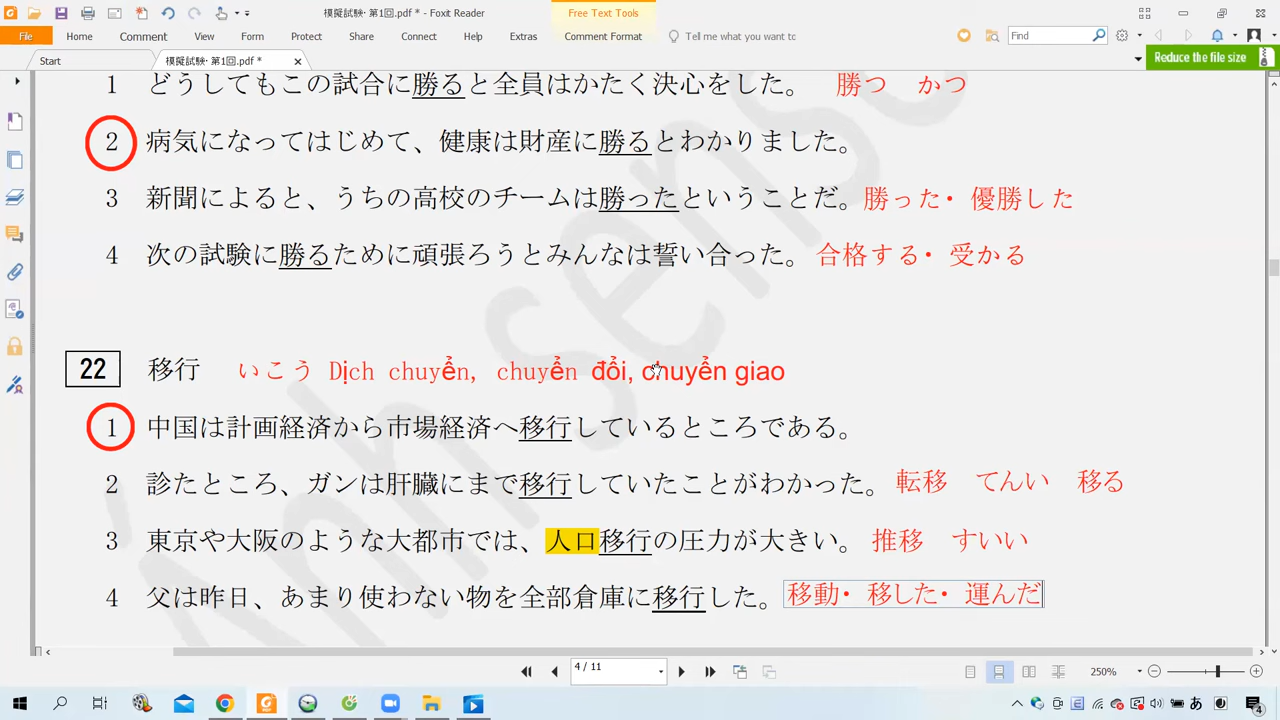 模擬試験・第1回.pdf * - Foxit Reader
Free Text Tools
File Home Comment View Form Protect Share Connect Help Extras Comment Format Tell me what you want to Find
Start 模擬試験・第1回.pdf *
Reduce the file size
1 どうしてもこの試合に勝ると全員はかたく決心をした。 勝つ かつ
2 病気になってはじめて、健康は財産に勝るとわかりました。
3 新聞によると、うちの高校のチームは勝ったということだ。 勝った・優勝した
4 次の試験に勝るために頑張ろうとみんなは誓い合った。 合格する・受かる
22 移行 いこう Dịch chuyển, chuyển đổi, chuyển giao
1 中国は計画経済から市場経済へ移行しているところである。
2 診たところ、ガンは肝臓にまで移行していたことがわかった。 転移 てんい 移る
3 東京や大阪のような大都市では、人口移行の圧力が大きい。 推移 すいい
4 父は昨日、あまり使わない物を全部倉庫に移行した。 移動・移した・運んだ
4 / 11
250%
あ
4